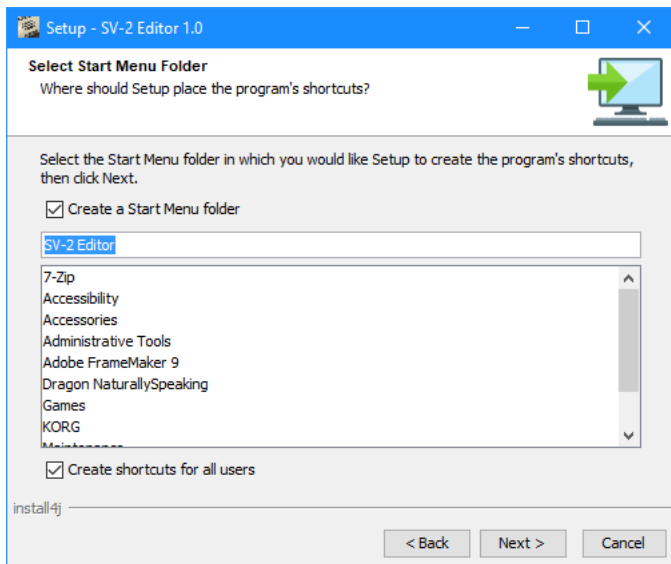 Setup - SV-2 Editor 1.0
Select Start Menu Folder
Where should Setup place the program's shortcuts?
Select the Start Menu folder in which you would like Setup to create the program's shortcuts,
then click Next.
Create a Start Menu folder
SV-2 Editor
7-Zip
Accessibility
Accessories
Administrative Tools
Adobe FrameMaker 9
Dragon NaturallySpeaking
Games
KORG
Maintenance
Create shortcuts for all users
install4j
< Back
Next >
Cancel